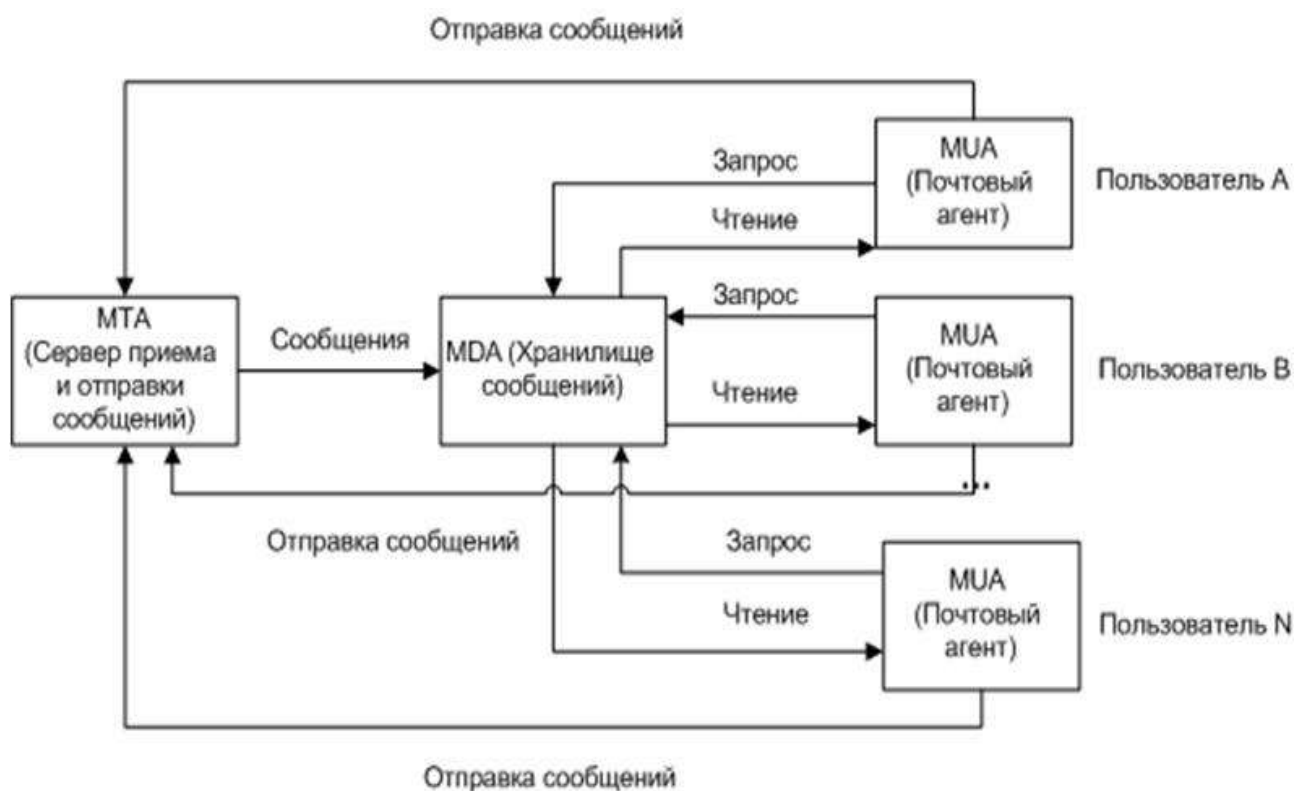 Отправка сообщений
MUA
(Почтовый
агент)
Пользователь A
Запрос
Чтение
MTA
(Сервер приема
и отправки
сообщений)
Сообщения
MDA (Хранилище
сообщений)
Запрос
Чтение
MUA
(Почтовый
агент)
Пользователь B
...
Отправка сообщений
Запрос
Чтение
MUA
(Почтовый
агент)
Пользователь N
Отправка сообщений